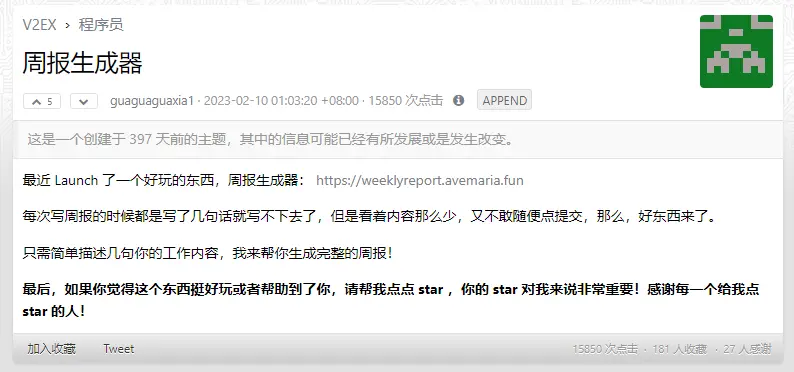 V2EX › 程序员
周报生成器
5 guaguaguaxia1 · 2023-02-10 01:03:20 +08:00 · 15850 次点击 APPEND
这是一个创建于 397 天前的主题，其中的信息可能已经有所发展或是发生改变。
最近 Launch 了一个好玩的东西，周报生成器： https://weeklyreport.avemaria.fun
每次写周报的时候都是写了几句话就写不下去了，但是看着内容那么少，又不敢随便点提交，那么，好东西来了。
只需简单描述几句你的工作内容，我来帮你生成完整的周报！
最后，如果你觉得这个东西挺好玩或者帮助到了你，请帮我点点 star ，你的 star 对我来说非常重要！感谢每一个给我点
star 的人！
加入收藏 Tweet 15850 次点击 · 181 人收藏 · 27 人感谢